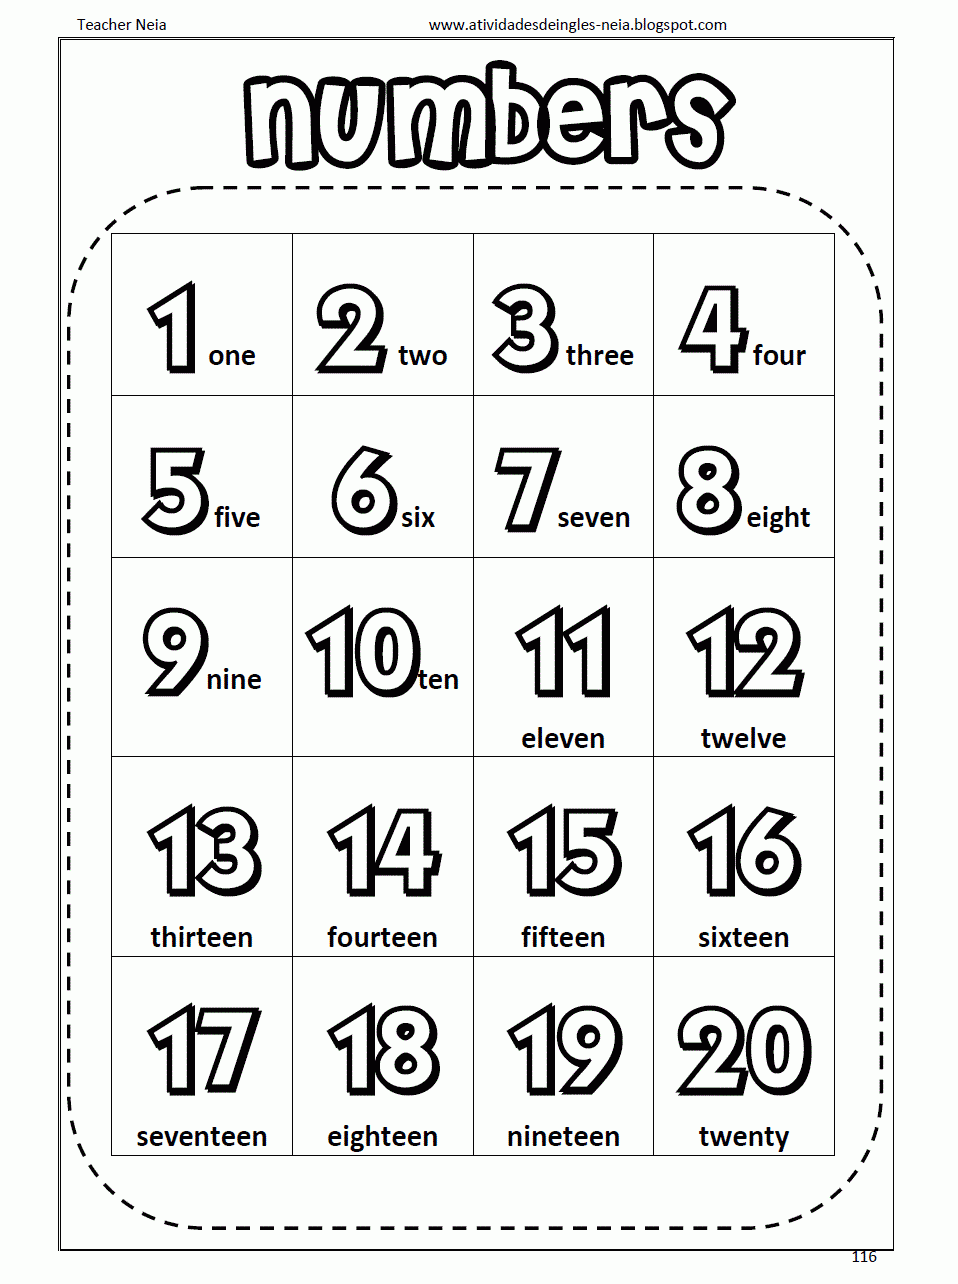 Teacher Neia www.atividadesdeingles-neia.blogspot.com
numbers
1 one 2 two 3 three 4 four
5 five 6 six 7 seven 8 eight
9 nine 10 ten 11 12
eleven twelve
13 14 15 16
thirteen fourteen fifteen sixteen
17 18 19 20
seventeen eighteen nineteen twenty
116